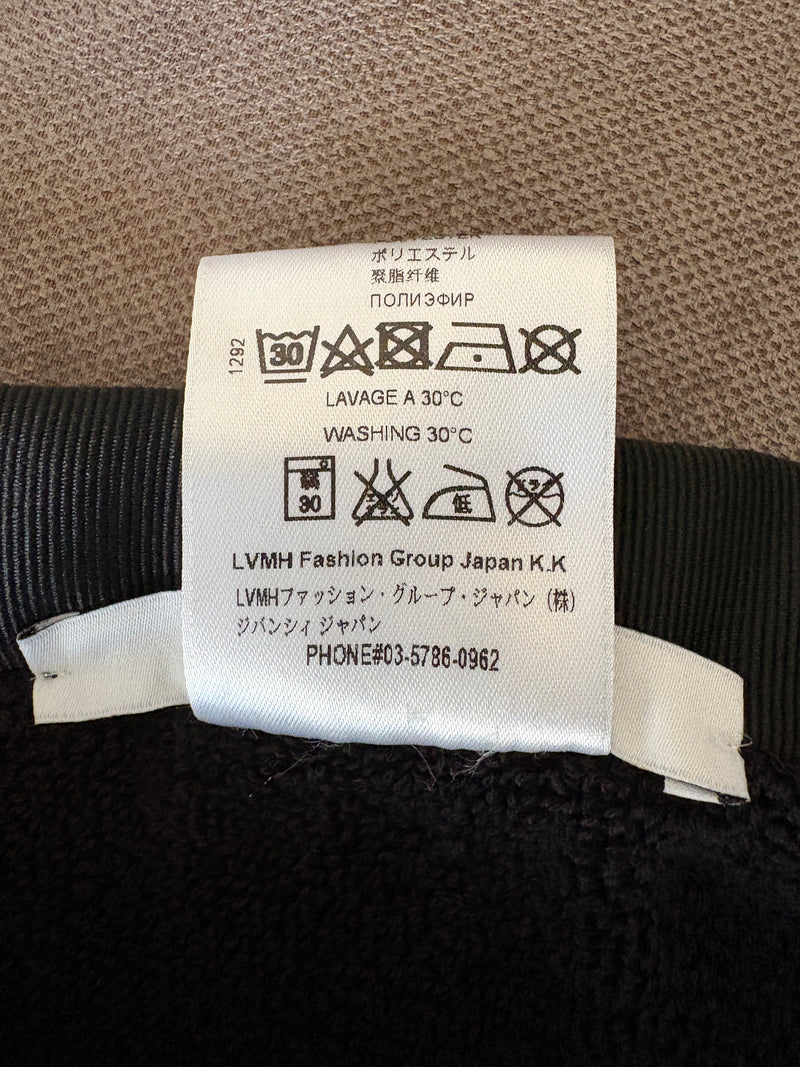 ポリエステル
聚脂纤维
ПОЛИЭФИР
1292
30
LAVAGE A 30°C
WASHING 30°C
30
低
LVMH Fashion Group Japan K.K
LVMHファッション・グループ・ジャパン（株）
ジバンシィ ジャパン
PHONE#03-5786-0962